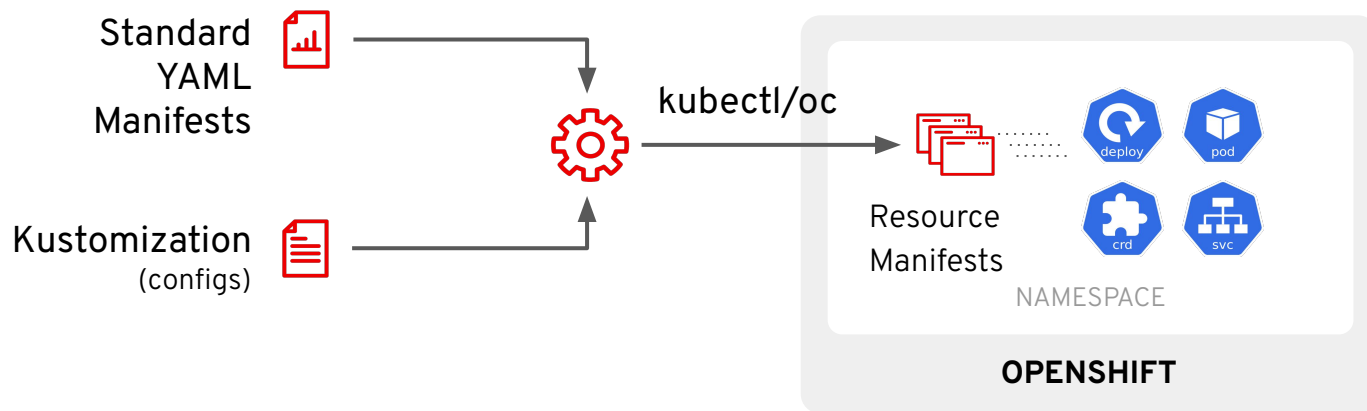 Standard
YAML
Manifests
kubectl/oc
deploy
pod
Kustomization
(configs)
Resource
Manifests
crd
svc
NAMESPACE
OPENSHIFT